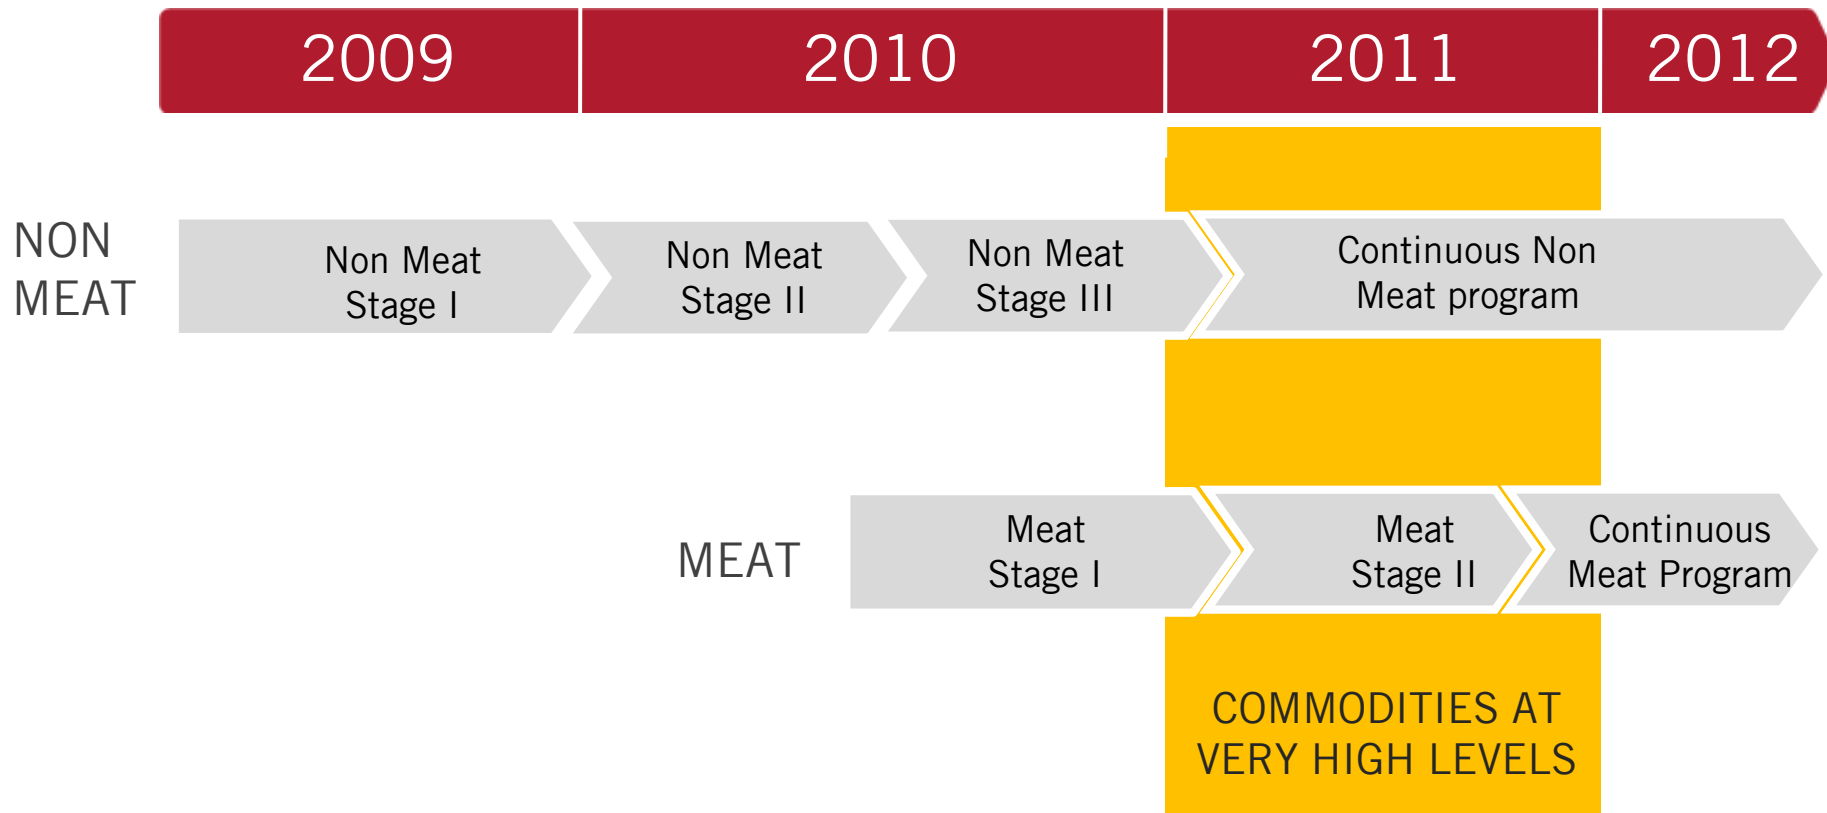 2009
2010
2011
2012
NON
MEAT
Non Meat
Stage I
Non Meat
Stage II
Non Meat
Stage III
Continuous Non
Meat program
MEAT
Meat
Stage I
Meat
Stage II
Continuous
Meat Program
COMMODITIES AT
VERY HIGH LEVELS